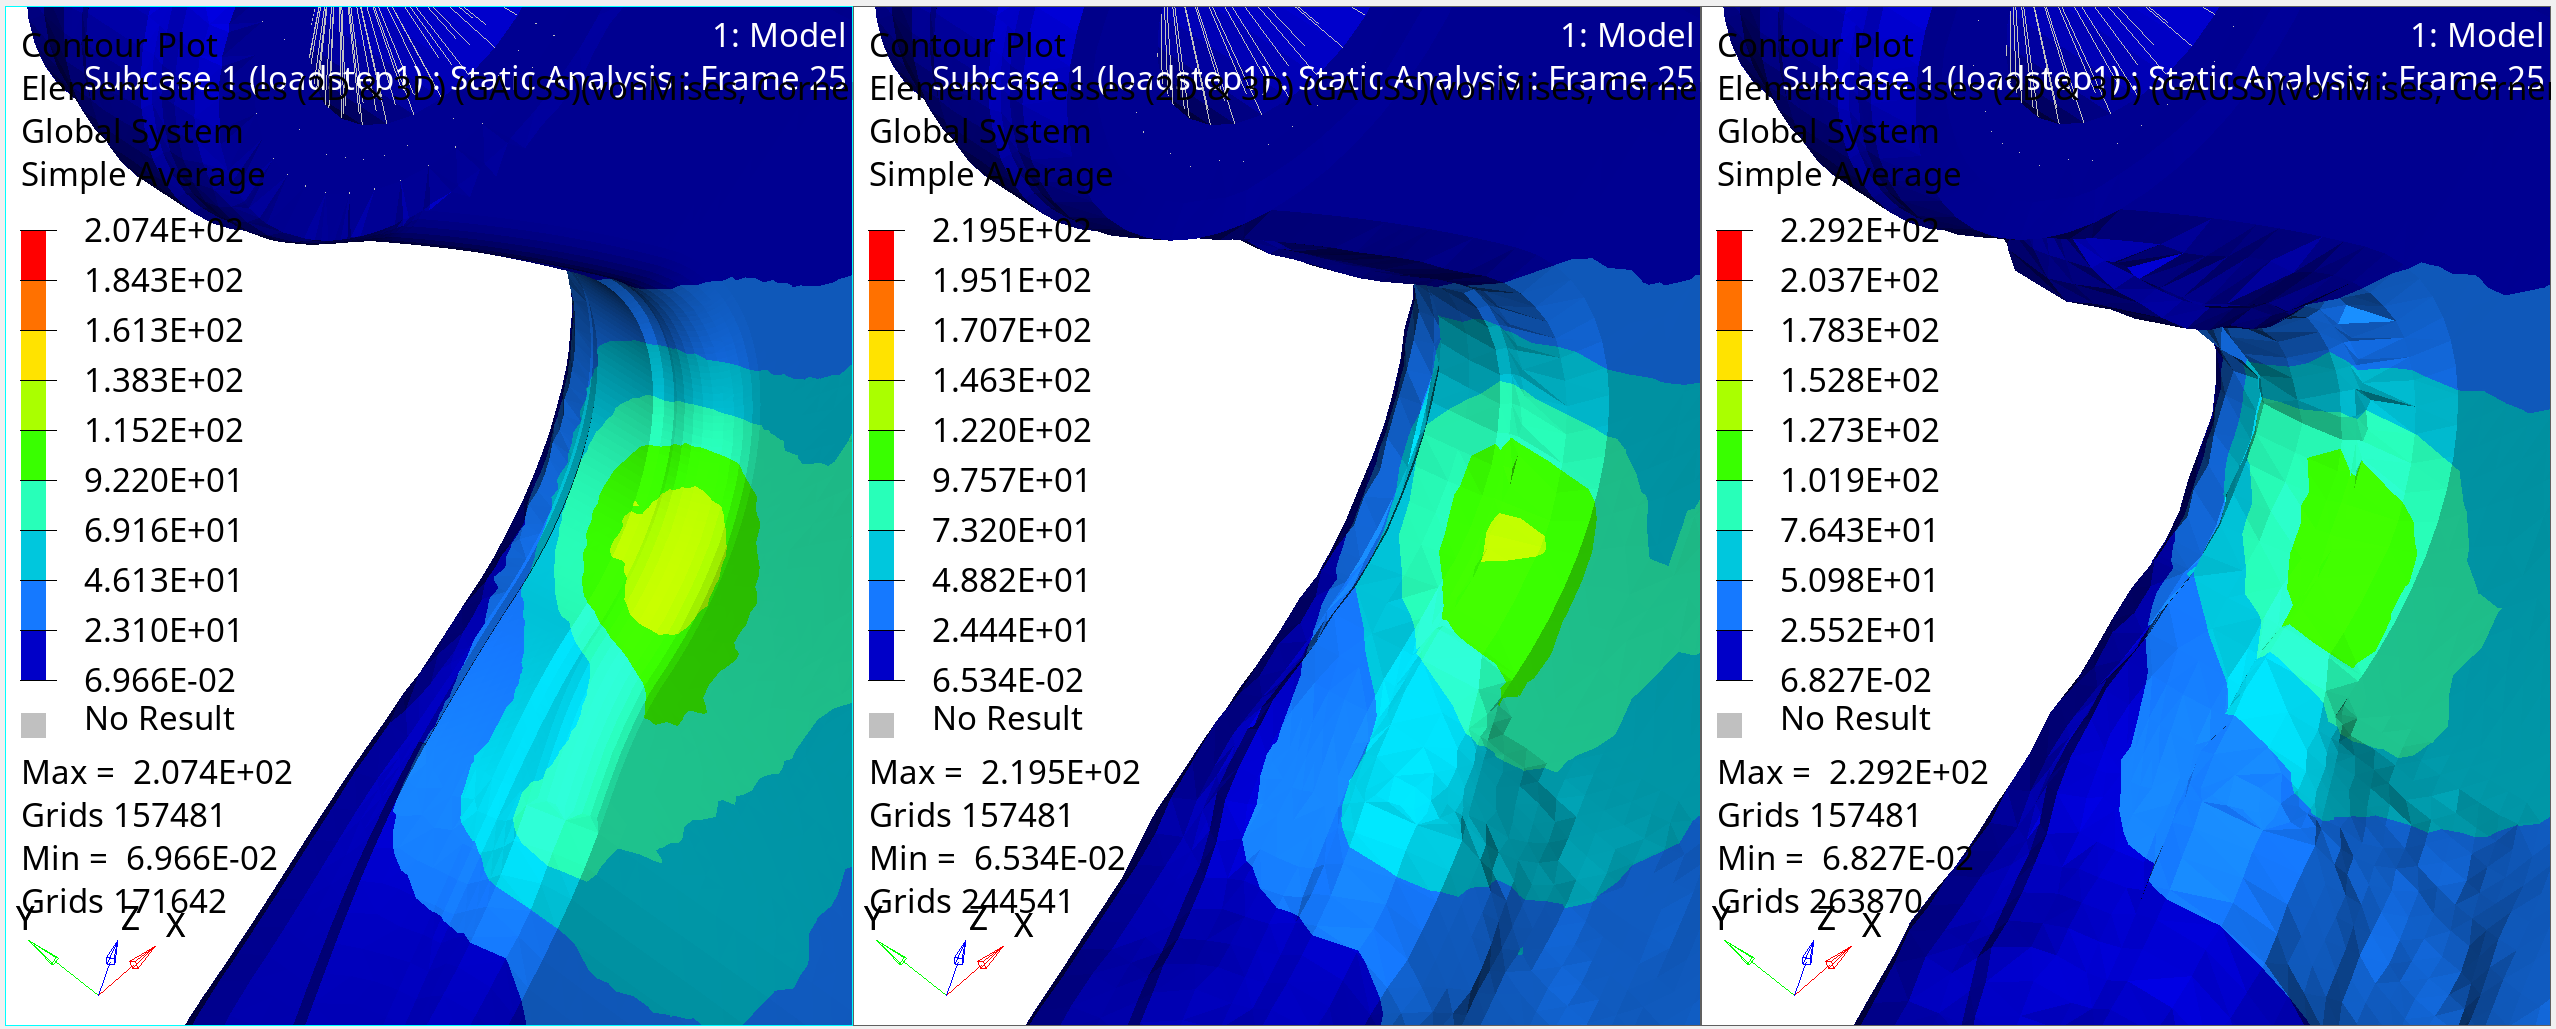 1: Model
Contour Plot
Subcase 1 (loadstep1) : Static Analysis : Frame 25
Element Stresses (2D & 3D) (GAUSS)(vonMises, Corne
Global System
Simple Average
2.074E+02
1.843E+02
1.613E+02
1.383E+02
1.152E+02
9.220E+01
6.916E+01
4.613E+01
2.310E+01
6.966E-02
No Result
Max = 2.074E+02
Grids 157481
Min = 6.966E-02
Grids 171642
Y Z X
1: Model
Contour Plot
Subcase 1 (loadstep1) : Static Analysis : Frame 25
Element Stresses (2D & 3D) (GAUSS)(vonMises, Corne
Global System
Simple Average
2.195E+02
1.951E+02
1.707E+02
1.463E+02
1.220E+02
9.757E+01
7.320E+01
4.882E+01
2.444E+01
6.534E-02
No Result
Max = 2.195E+02
Grids 157481
Min = 6.534E-02
Grids 244541
Y Z X
1: Model
Contour Plot
Subcase 1 (loadstep1) : Static Analysis : Frame 25
Element Stresses (2D & 3D) (GAUSS)(vonMises, Corne
Global System
Simple Average
2.292E+02
2.037E+02
1.783E+02
1.528E+02
1.273E+02
1.019E+02
7.643E+01
5.098E+01
2.552E+01
6.827E-02
No Result
Max = 2.292E+02
Grids 157481
Min = 6.827E-02
Grids 263870
Y Z X